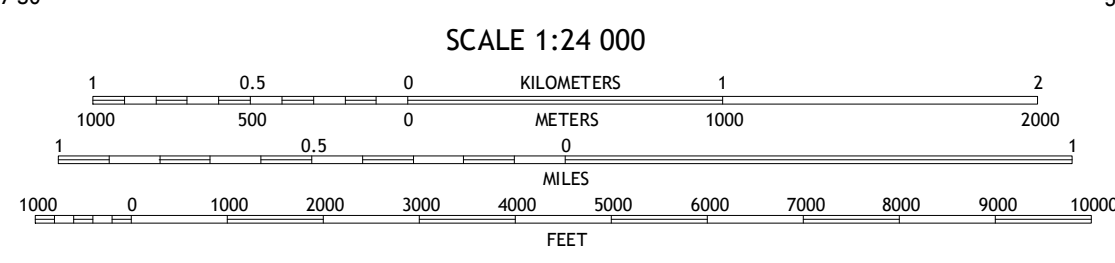 SCALE 1:24 000
1 0.5 0 KILOMETERS 1 2
1000 500 0 METERS 1000 2000
1 0.5 0 1
MILES
1000 0 1000 2000 3000 4000 5000 6000 7000 8000 9000 10000
FEET